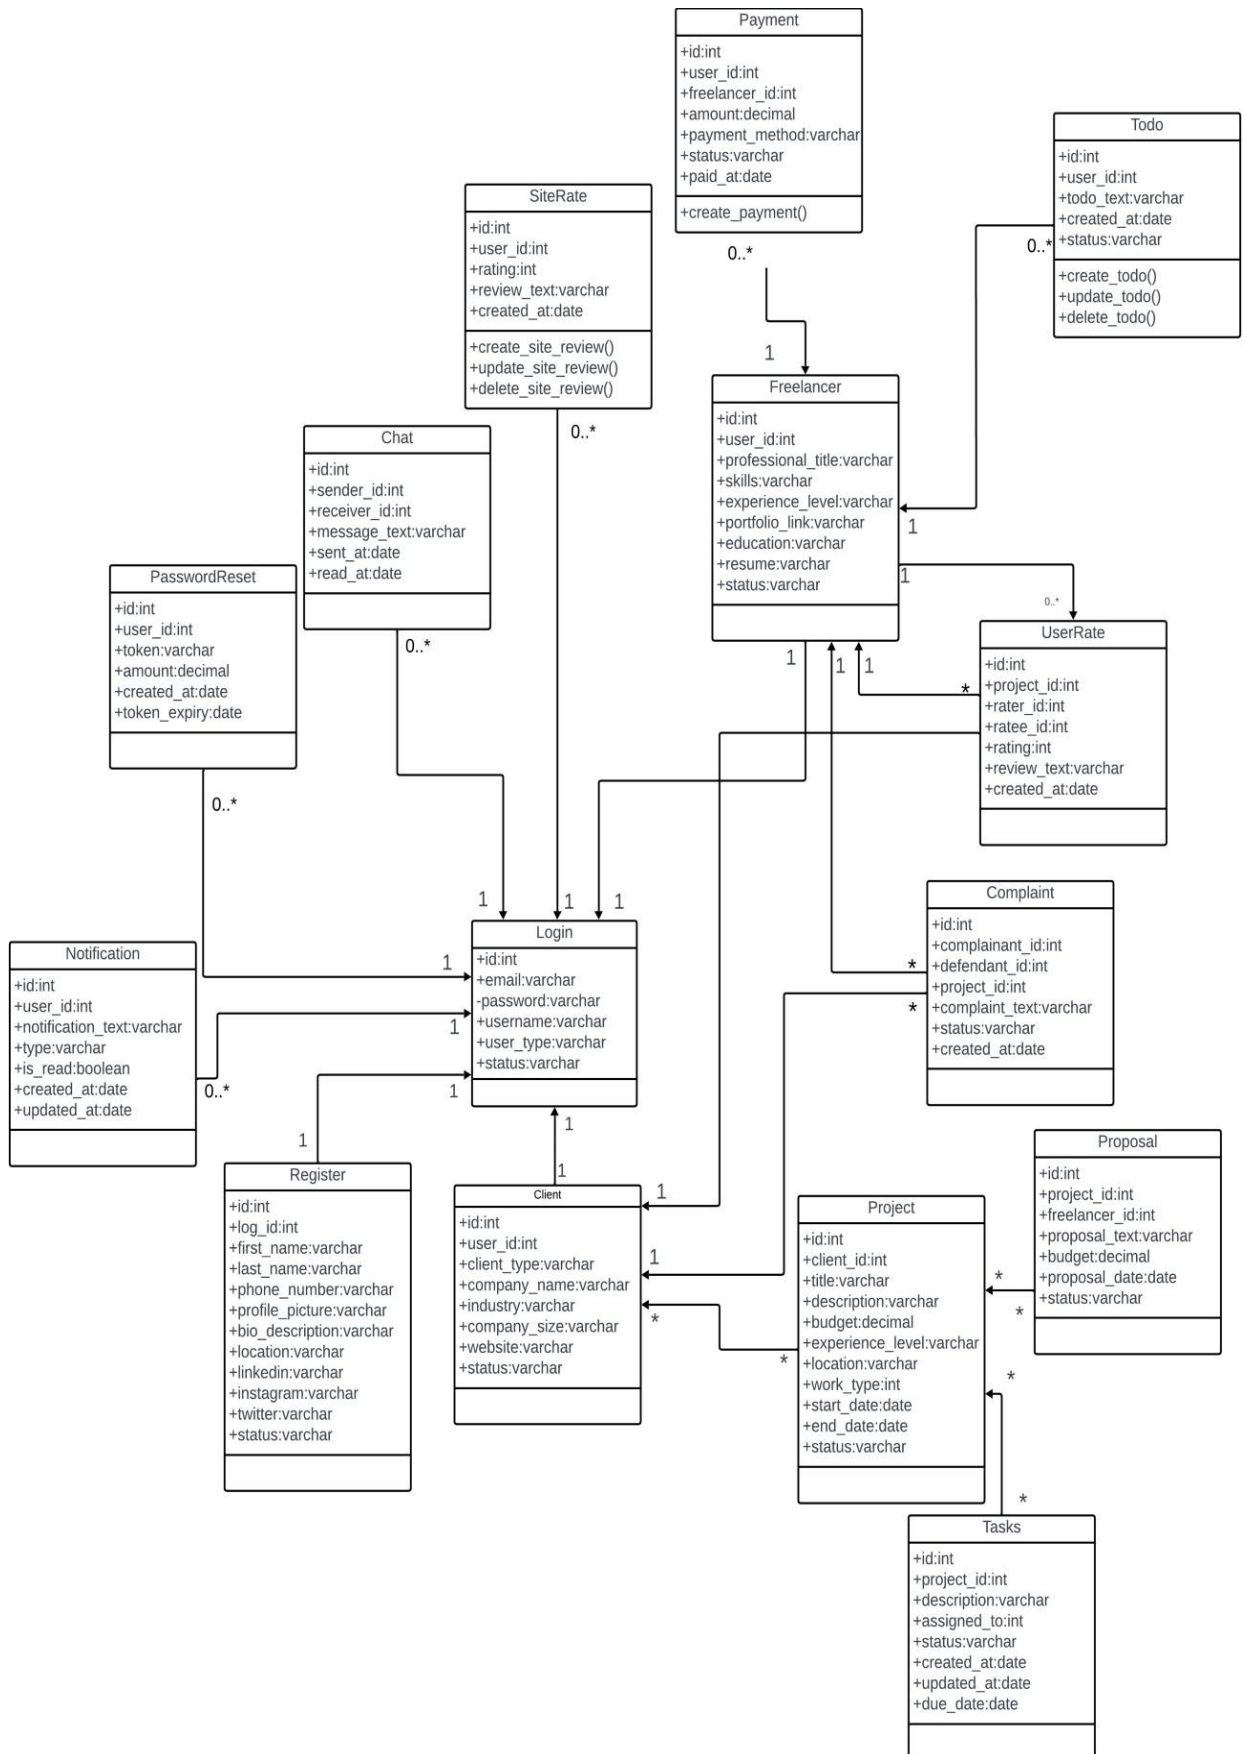 Payment
+id:int
+user_id:int
+freelancer_id:int
+amount:decimal
+payment_method:varchar
+status:varchar
+paid_at:date
+create_payment()
0..*
1
Todo
+id:int
+user_id:int
+todo_text:varchar
+created_at:date
+status:varchar
+create_todo()
+update_todo()
+delete_todo()
0..*
1
SiteRate
+id:int
+user_id:int
+rating:int
+review_text:varchar
+created_at:date
+create_site_review()
+update_site_review()
+delete_site_review()
0..*
1
Freelancer
+id:int
+user_id:int
+professional_title:varchar
+skills:varchar
+experience_level:varchar
+portfolio_link:varchar
+education:varchar
+resume:varchar
+status:varchar
1
0..*
1
1
1
1
Chat
+id:int
+sender_id:int
+receiver_id:int
+message_text:varchar
+sent_at:date
+read_at:date
0..*
1
PasswordReset
+id:int
+user_id:int
+token:varchar
+amount:decimal
+created_at:date
+token_expiry:date
0..*
1
UserRate
+id:int
+project_id:int
+rater_id:int
+ratee_id:int
+rating:int
+review_text:varchar
+created_at:date
*
Complaint
+id:int
+complainant_id:int
+defendant_id:int
+project_id:int
+complaint_text:varchar
+status:varchar
+created_at:date
*
*
Login
+id:int
+email:varchar
-password:varchar
+username:varchar
+user_type:varchar
+status:varchar
Notification
+id:int
+user_id:int
+notification_text:varchar
+type:varchar
+is_read:boolean
+created_at:date
+updated_at:date
0..*
1
1
1
Register
+id:int
+log_id:int
+first_name:varchar
+last_name:varchar
+phone_number:varchar
+profile_picture:varchar
+bio_description:varchar
+location:varchar
+linkedin:varchar
+instagram:varchar
+twitter:varchar
+status:varchar
1
1
Client
+id:int
+user_id:int
+client_type:varchar
+company_name:varchar
+industry:varchar
+company_size:varchar
+website:varchar
+status:varchar
1
1
*
*
Project
+id:int
+client_id:int
+title:varchar
+description:varchar
+budget:decimal
+experience_level:varchar
+location:varchar
+work_type:int
+start_date:date
+end_date:date
+status:varchar
*
*
Proposal
+id:int
+project_id:int
+freelancer_id:int
+proposal_text:varchar
+budget:decimal
+proposal_date:date
+status:varchar
*
*
Tasks
+id:int
+project_id:int
+description:varchar
+assigned_to:int
+status:varchar
+created_at:date
+updated_at:date
+due_date:date